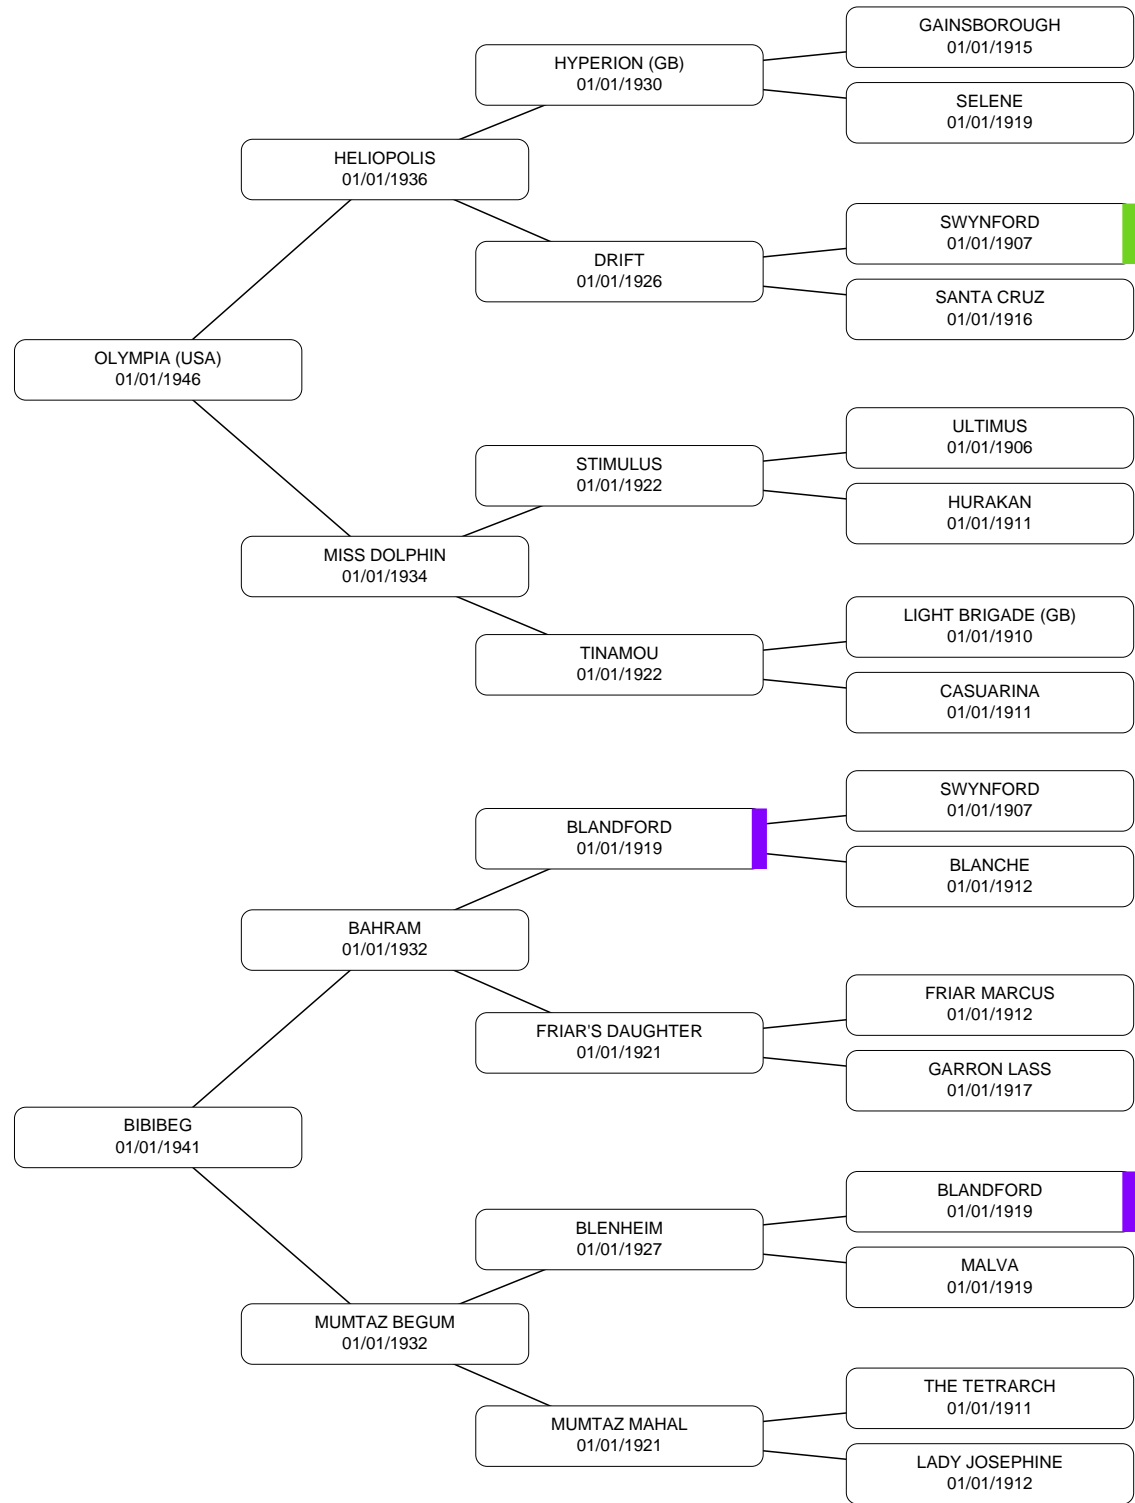 GAINSBOROUGH
01/01/1915
HYPERION (GB)
01/01/1930
SELENE
01/01/1919
HELIOPOLIS
01/01/1936
SWYNFORD
01/01/1907
DRIFT
01/01/1926
SANTA CRUZ
01/01/1916
OLYMPIA (USA)
01/01/1946
ULTIMUS
01/01/1906
STIMULUS
01/01/1922
HURAKAN
01/01/1911
MISS DOLPHIN
01/01/1934
LIGHT BRIGADE (GB)
01/01/1910
TINAMOU
01/01/1922
CASUARINA
01/01/1911
SWYNFORD
01/01/1907
BLANDFORD
01/01/1919
BLANCHE
01/01/1912
BAHRAM
01/01/1932
FRIAR MARCUS
01/01/1912
FRIAR'S DAUGHTER
01/01/1921
GARRON LASS
01/01/1917
BIBIBEG
01/01/1941
BLANDFORD
01/01/1919
BLENHEIM
01/01/1927
MALVA
01/01/1919
MUMTAZ BEGUM
01/01/1932
THE TETRARCH
01/01/1911
MUMTAZ MAHAL
01/01/1921
LADY JOSEPHINE
01/01/1912